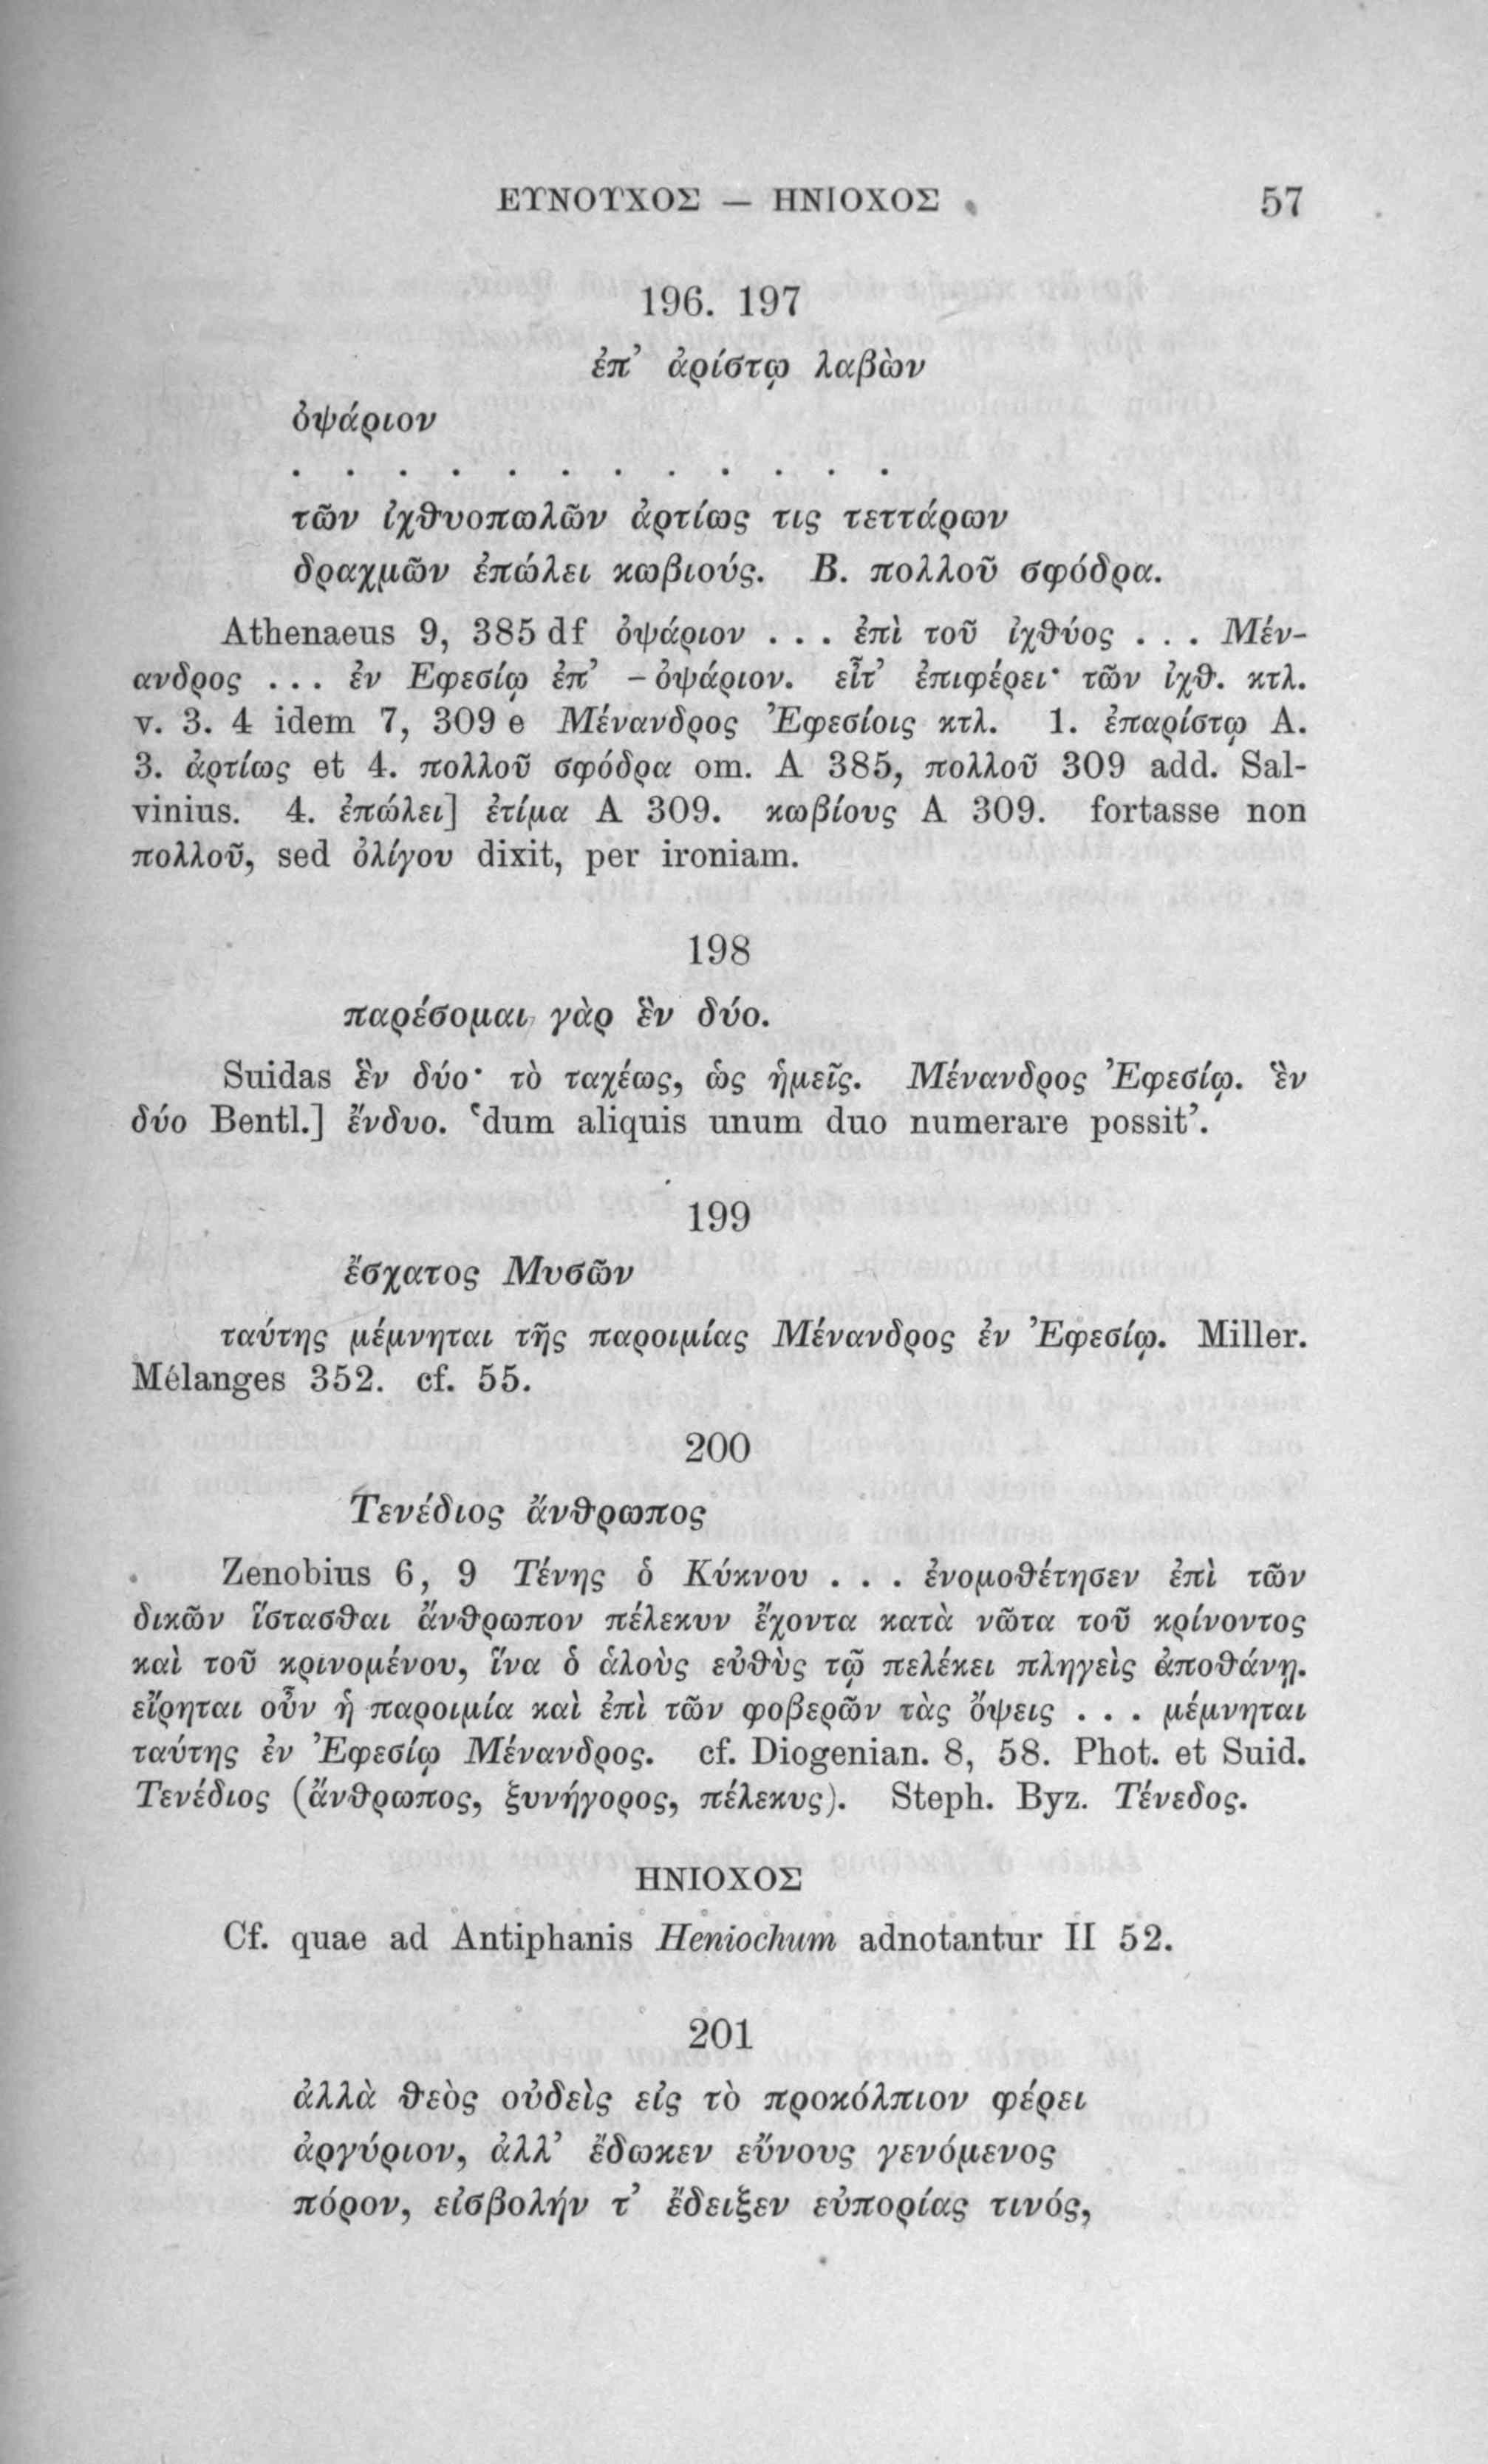 ΕΥΝΟΥΧΟΣ — ΗΝΙΟΧΟΣ 57
196. 197
ἐπ’ ἀρίστῳ λαβὼν
ὀψάριον
. . . . . . . . . . . .
τῶν ἰχθυοπωλῶν ἀρτίως τις τεττάρων
δραχμῶν ἐπώλει κωβιούς. B. πολλοῦ σφόδρα.
Athenaeus 9, 385 df ὀψάριον . . . ἐπὶ τοῦ ἰχθύος . . . Μέν-
ανδρος . . . ἐν Εφεσίῳ ἐπ’ – ὀψάριον. εἶτ’ ἐπιφέρει· τῶν ἰχθ. κτλ.
v. 3. 4 idem 7, 309 e Μένανδρος Ἐφεσίοις κτλ. 1. ἐπαρίστῳ A.
3. ἀρτίως et 4. πολλοῦ σφόδρα om. A 385, πολλοῦ 309 add. Sal-
vinius. 4. ἐπώλει] ἐτίμα A 309. κωβίους A 309. fortasse non
πολλοῦ, sed ὀλίγου dixit, per ironiam.
198
παρέσομαι γὰρ ἓν δύο.
Suidas ἓν δύο· τὸ ταχέως, ὡς ἡμεῖς. Μένανδρος Ἐφεσίῳ. ἓν
δύο Bentl.] ἔνδυο. ‘dum aliquis unum duo numerare possit’.
199
ἔσχατος Μυσῶν
ταύτης μέμνηται τῆς παροιμίας Μένανδρος ἐν Ἐφεσίῳ. Miller.
Mélanges 352. cf. 55.
200
Τενέδιος ἄνθρωπος
Zenobius 6, 9 Τένης ὁ Κύκνου . . . ἐνομοθέτησεν ἐπὶ τῶν
δικῶν ἵστασθαι ἄνθρωπον πέλεκυν ἔχοντα κατὰ νῶτα τοῦ κρίνοντος
καὶ τοῦ κρινομένου, ἵνα ὁ ἁλοὺς εὐθὺς τῷ πελέκει πληγεὶς ἀποθάνῃ.
εἴρηται οὖν ἡ παροιμία καὶ ἐπὶ τῶν φοβερῶν τὰς ὄψεις . . . μέμνηται
ταύτης ἐν Ἐφεσίῳ Μένανδρος. cf. Diogenian. 8, 58. Phot. et Suid.
Τενέδιος (ἄνθρωπος, ξυνήγορος, πέλεκυς). Steph. Byz. Τένεδος.
ΗΝΙΟΧΟΣ
Cf. quae ad Antiphanis Heniochum adnotantur II 52.
201
ἀλλὰ θεὸς οὐδεὶς εἰς τὸ προκόλπιον φέρει
ἀργύριον, ἀλλ’ ἔδωκεν εὔνους γενόμενος
πόρον, εἰσβολήν τ’ ἔδειξεν εὐπορίας τινός,